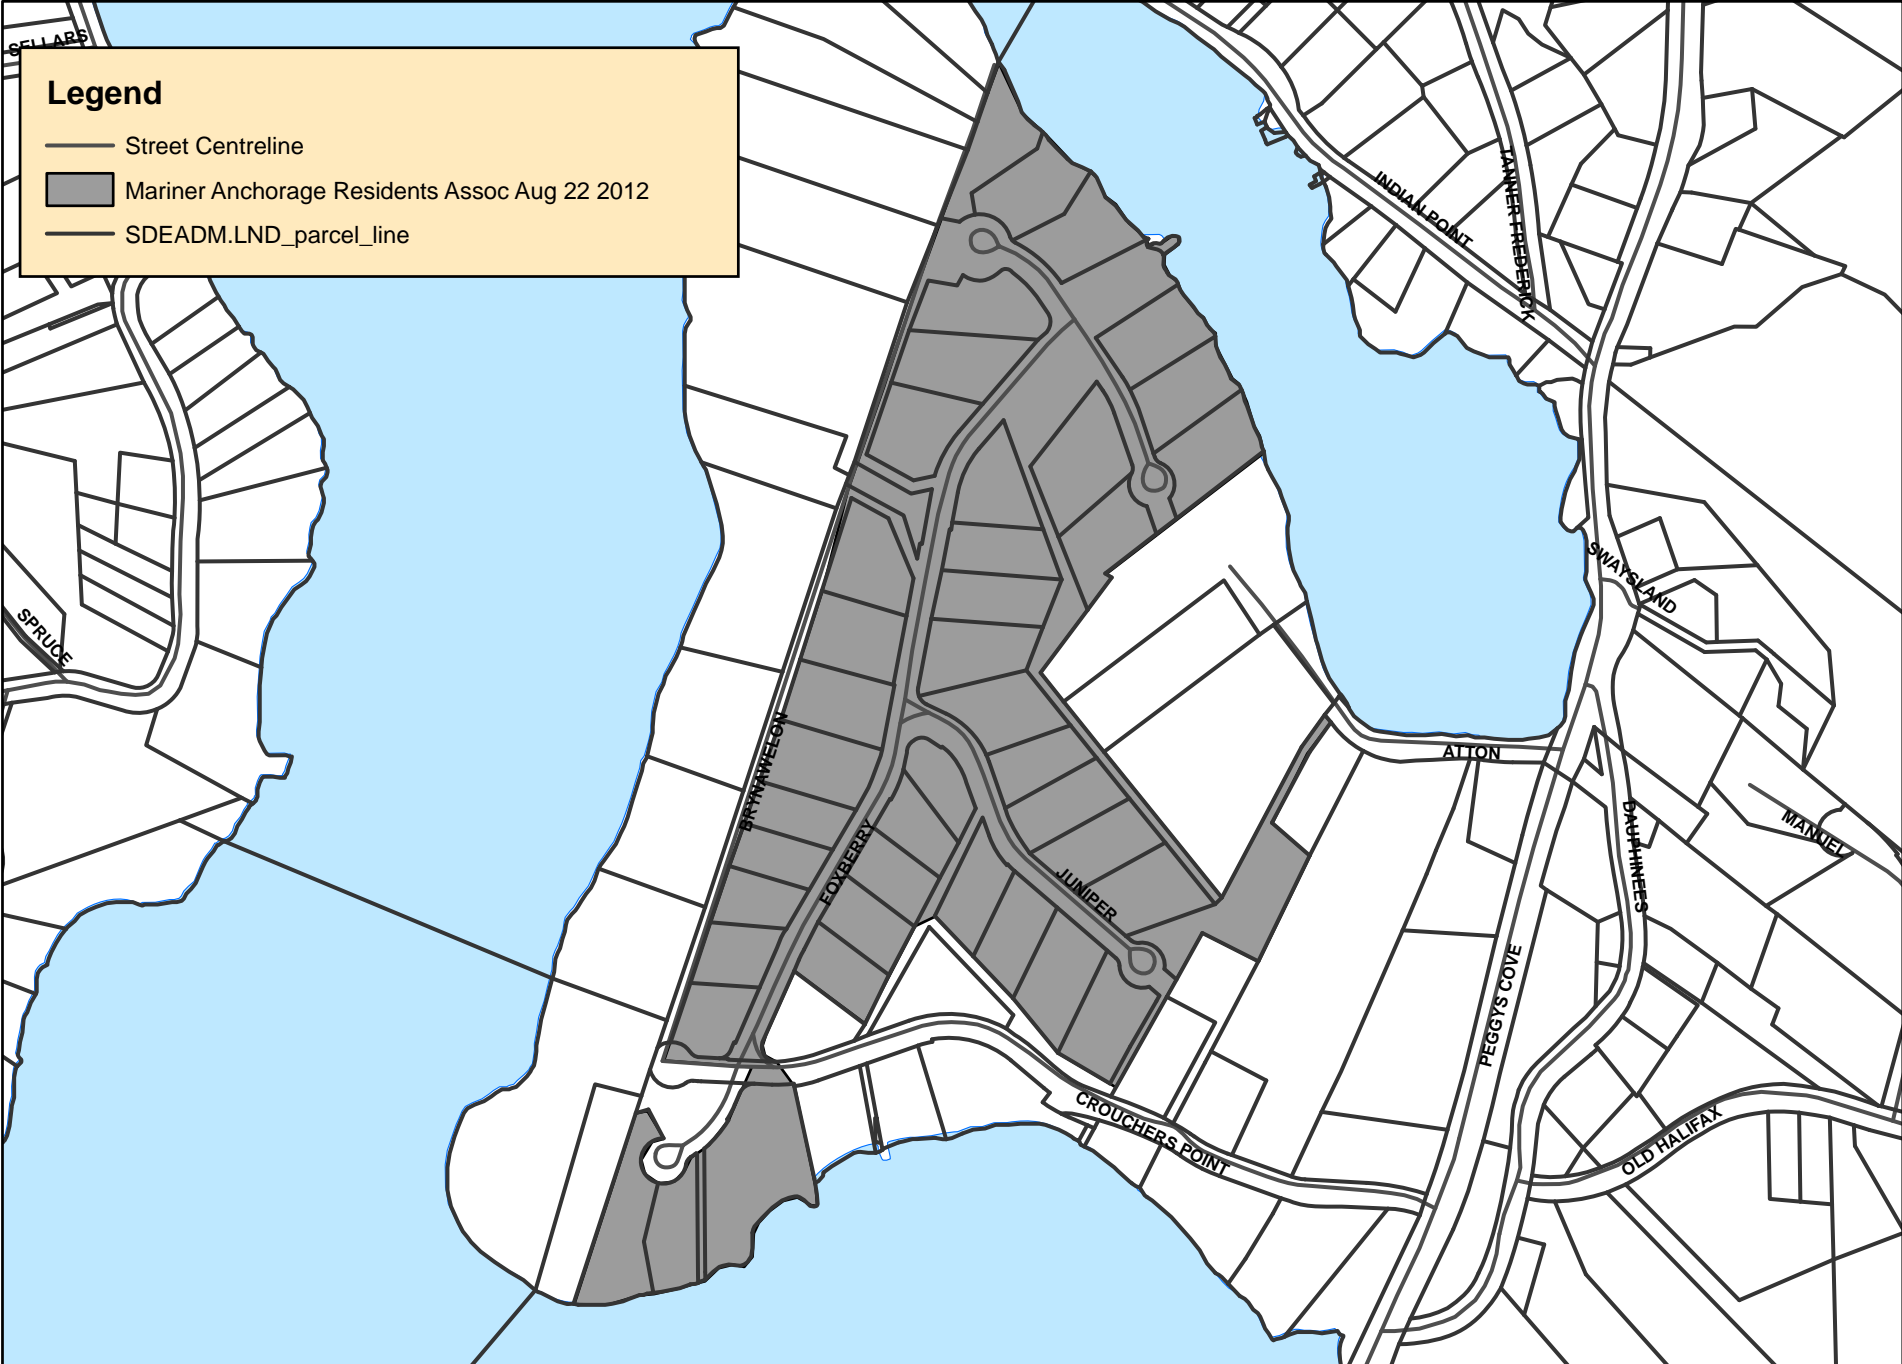 SELLARS
Legend
Street Centreline
Mariner Anchorage Residents Assoc Aug 22 2012
SDEADM.LND_parcel_line
INDIAN POINT
TANNER FREDERICK
SWAYSLAND
SPRUCE
BRYNAWELON
ATTON
FOXBERRY
JUNIPER
DAUPHINEES
MANUEL
PEGGYS COVE
CROUCHERS POINT
OLD HALIFAX